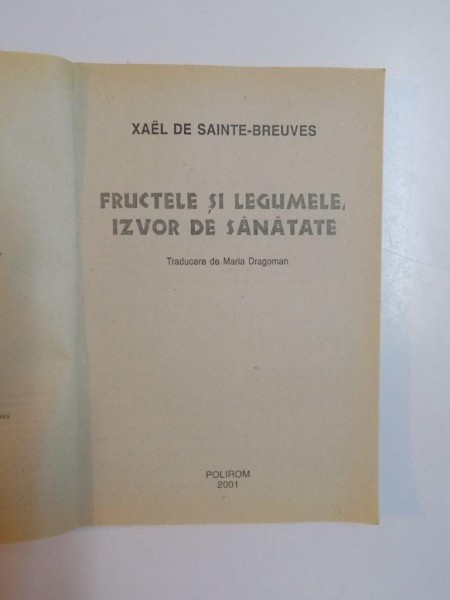 XAËL DE SAINTE-BREUVES
FRUCTELE ȘI LEGUMELE,
IZVOR DE SĂNĂTATE
Traducere de Maria Dragoman
POLIROM
2001